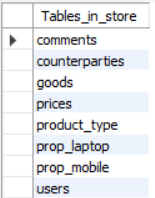 Tables_in_store
comments
counterparties
goods
prices
product_type
prop_laptop
prop_mobile
users